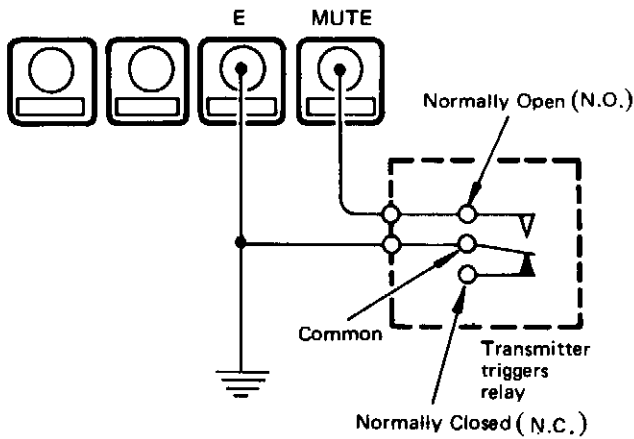 E
MUTE
Normally Open (N.O.)
Common
Transmitter
triggers
relay
Normally Closed (N.C.)